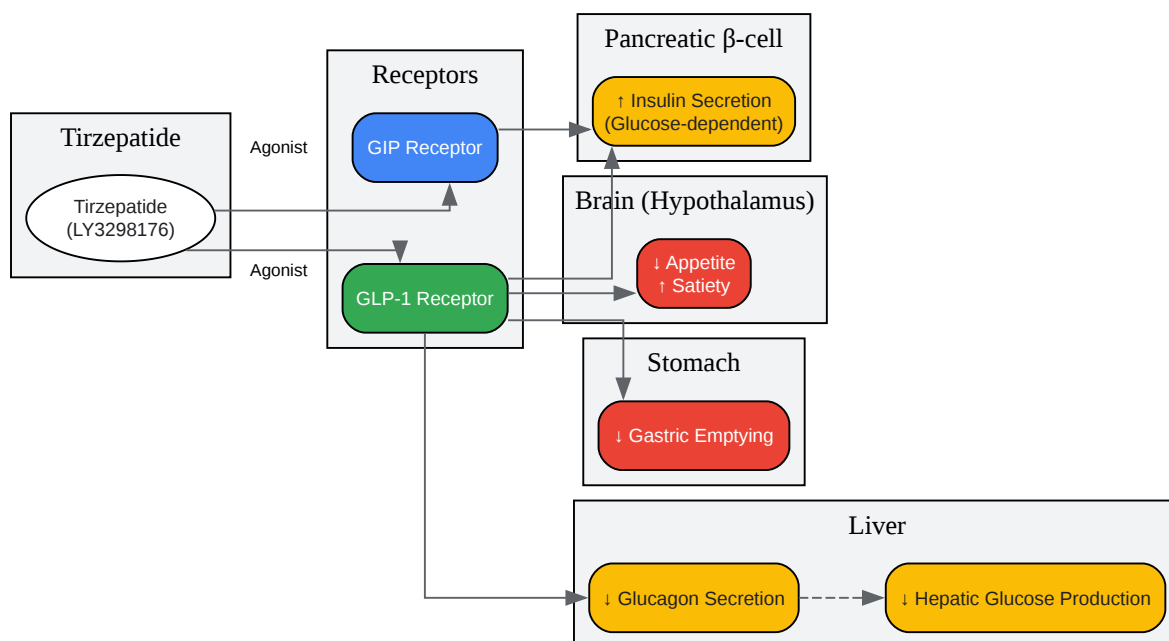 Tirzepatide
Tirzepatide
(LY3298176)
Agonist
Agonist
Receptors
GIP Receptor
GLP-1 Receptor
Pancreatic β-cell
↑ Insulin Secretion
(Glucose-dependent)
Brain (Hypothalamus)
↓ Appetite
↑ Satiety
Stomach
↓ Gastric Emptying
Liver
↓ Glucagon Secretion
↓ Hepatic Glucose Production